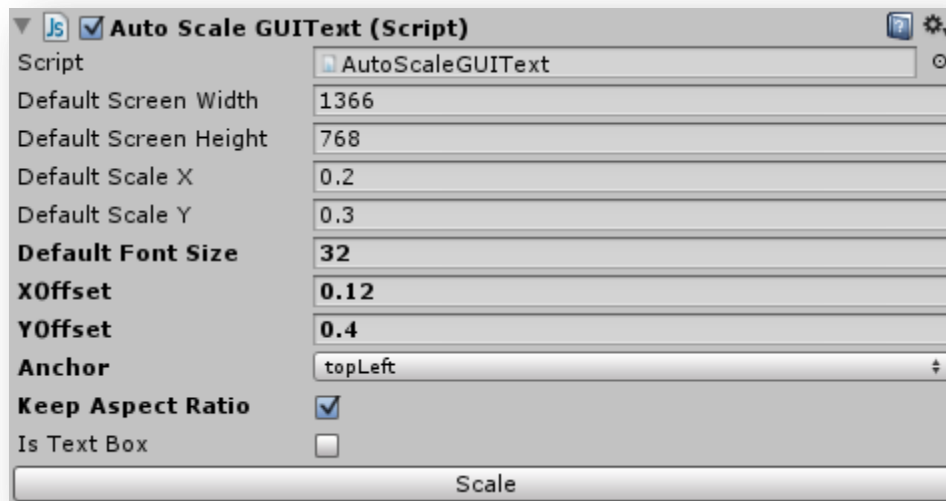 Js Auto Scale GUIText (Script)
Script AutoScaleGUIText
Default Screen Width 1366
Default Screen Height 768
Default Scale X 0.2
Default Scale Y 0.3
Default Font Size 32
XOffset 0.12
YOffset 0.4
Anchor topLeft
Keep Aspect Ratio
Is Text Box
Scale